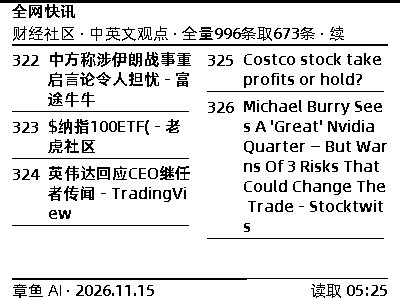 全网快讯
财经社区·中英文观点·全量996条取673条·续
322 中方称涉伊朗战事重
启言论令人担忧 - 富
途牛牛
323 $纳指100ETF( - 老
虎社区
324 英伟达回应CEO继任
者传闻 - TradingVi
ew
325 Costco stock take
profits or hold?
326 Michael Burry See
s A 'Great' Nvidia
Quarter — But War
ns Of 3 Risks That
Could Change The
Trade - Stocktwit
s
章鱼 AI · 2026.11.15
读取 05:25